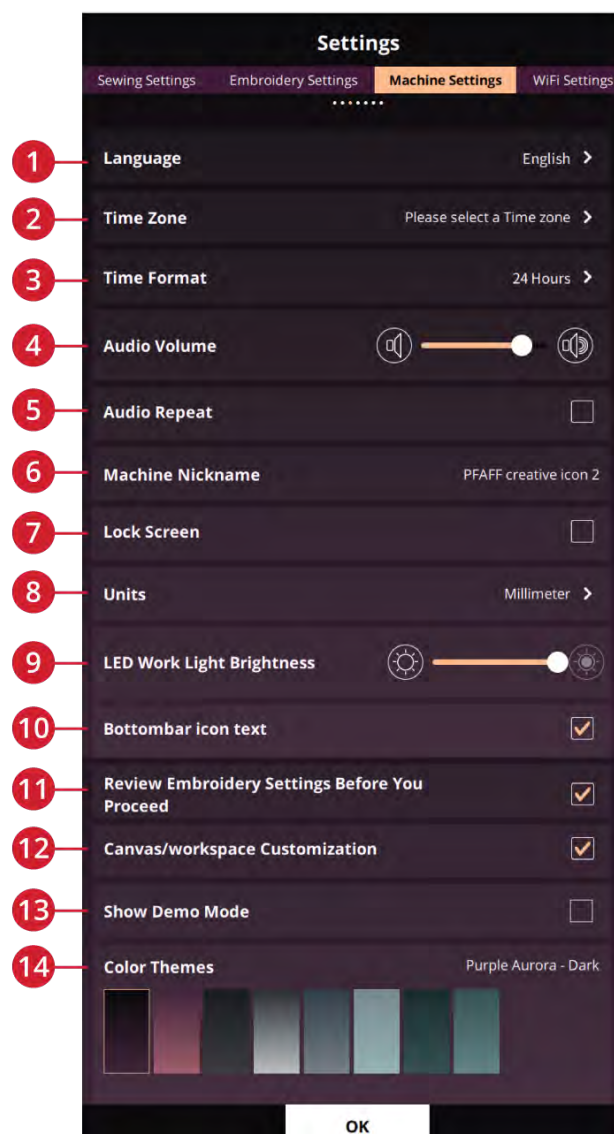 Settings
Sewing Settings Embroidery Settings Machine Settings WiFi Settings
1 Language English
2 Time Zone Please select a Time zone
3 Time Format 24 Hours
4 Audio Volume
5 Audio Repeat
6 Machine Nickname PFAFF creative icon 2
7 Lock Screen
8 Units Millimeter
9 LED Work Light Brightness
10 Bottombar icon text
11 Review Embroidery Settings Before You
Proceed
12 Canvas/workspace Customization
13 Show Demo Mode
14 Color Themes Purple Aurora - Dark
OK